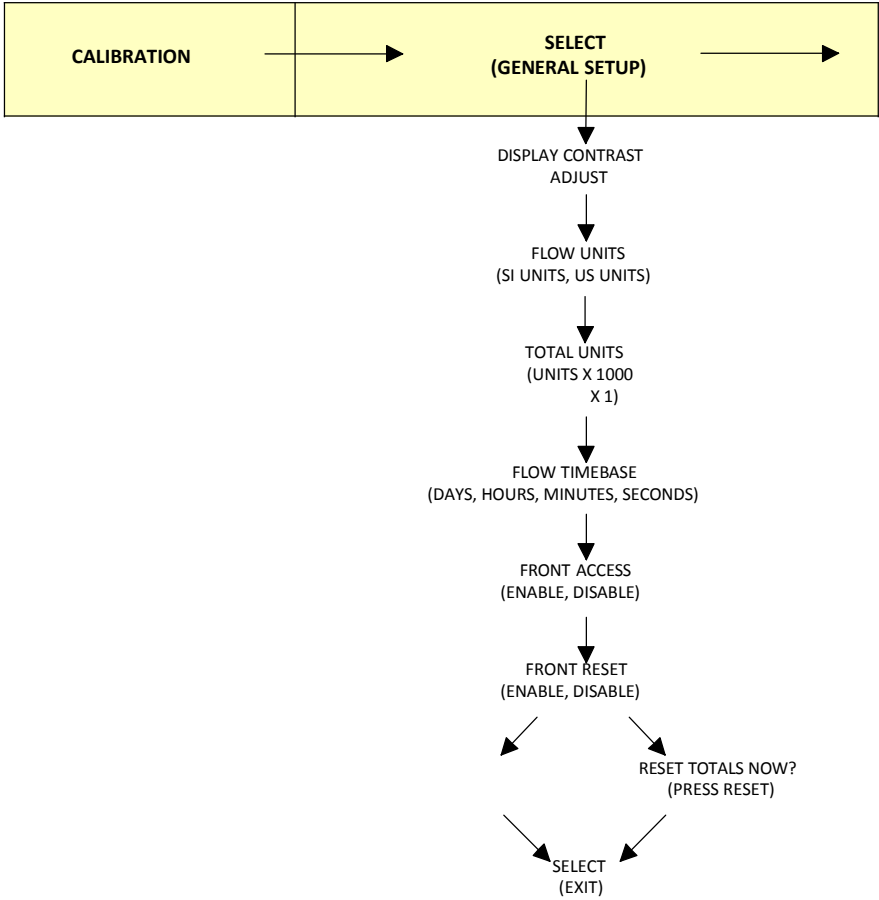 CALIBRATION
SELECT
(GENERAL SETUP)
DISPLAY CONTRAST
ADJUST
FLOW UNITS
(SI UNITS, US UNITS)
TOTAL UNITS
(UNITS X 1000
X 1)
FLOW TIMEBASE
(DAYS, HOURS, MINUTES, SECONDS)
FRONT ACCESS
(ENABLE, DISABLE)
FRONT RESET
(ENABLE, DISABLE)
RESET TOTALS NOW?
(PRESS RESET)
SELECT
(EXIT)